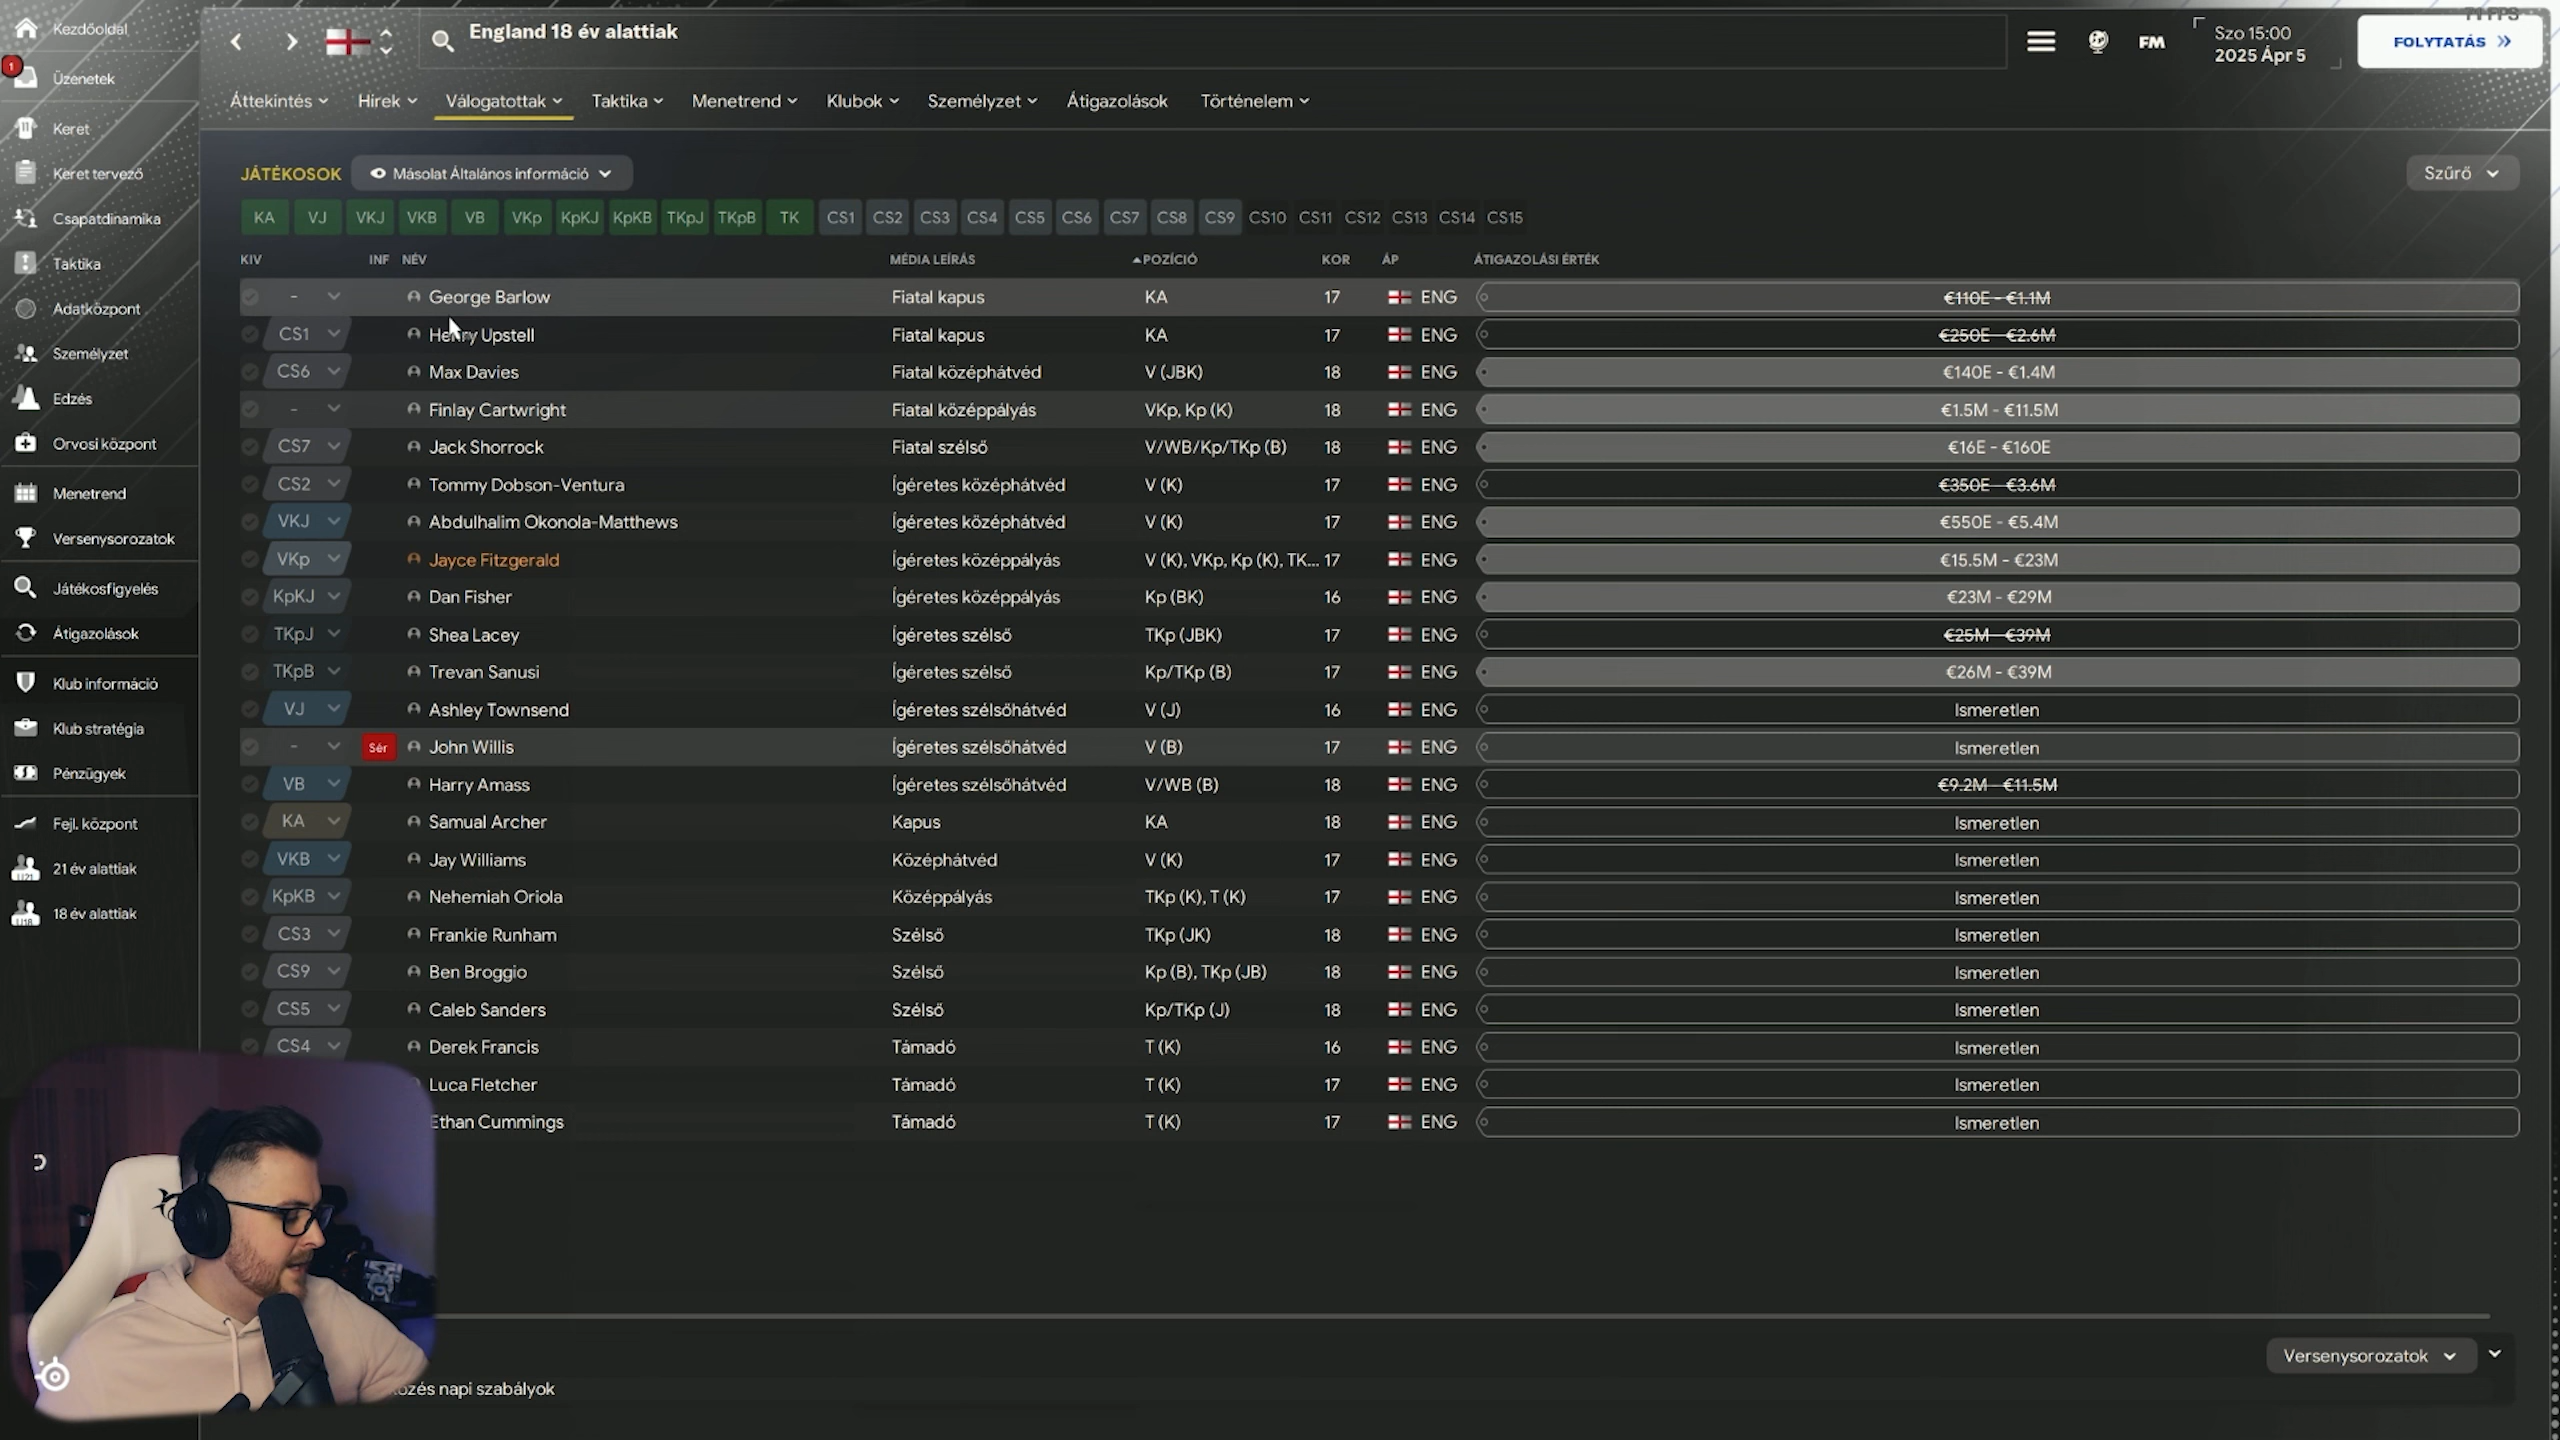 71 FPS
Kezdőoldal
1
Üzenetek
Keret
Keret tervező
Csapatdinamika
Taktika
Adatközpont
Személyzet
Edzés
Orvosi központ
Menetrend
Versenysorozatok
Játékosfigyelés
Átigazolások
Klub információ
Klub stratégia
Pénzügyek
Fejl. központ
U21 21 év alattiak
U18 18 év alattiak
England 18 év alattiak
FM
Szo 15:00
2025 Ápr 5
FOLYTATÁS
Áttekintés Hírek Válogatottak Taktika Menetrend Klubok Személyzet Átigazolások Történelem
JÁTÉKOSOK Másolat Általános információ Szűrő
KA VJ VKJ VKB VB VKp KpKJ KpKB TKpJ TKpB TK CS1 CS2 CS3 CS4 CS5 CS6 CS7 CS8 CS9 CS10 CS11 CS12 CS13 CS14 CS15
KIV INF NÉV MÉDIA LEÍRÁS POZÍCIÓ KOR ÁP ÁTIGAZOLÁSI ÉRTÉK
- George Barlow Fiatal kapus KA 17 ENG €110E - €1.1M
CS1 Henry Upstell Fiatal kapus KA 17 ENG €250E - €2.6M
CS6 Max Davies Fiatal középhátvéd V (JBK) 18 ENG €140E - €1.4M
- Finlay Cartwright Fiatal középpályás VKp, Kp (K) 18 ENG €1.5M - €11.5M
CS7 Jack Shorrock Fiatal szélső V/WB/Kp/TKp (B) 18 ENG €16E - €160E
CS2 Tommy Dobson-Ventura Ígéretes középhátvéd V (K) 17 ENG €350E - €3.6M
VKJ Abdulhalim Okonola-Matthews Ígéretes középhátvéd V (K) 17 ENG €550E - €5.4M
VKp Jayce Fitzgerald Ígéretes középpályás V (K), VKp, Kp (K), TK... 17 ENG €15.5M - €23M
KpKJ Dan Fisher Ígéretes középpályás Kp (BK) 16 ENG €23M - €29M
TKpJ Shea Lacey Ígéretes szélső TKp (JBK) 17 ENG €25M - €39M
TKpB Trevan Sanusi Ígéretes szélső Kp/TKp (B) 17 ENG €26M - €39M
VJ Ashley Townsend Ígéretes szélsőhátvéd V (J) 16 ENG Ismeretlen
- Sér John Willis Ígéretes szélsőhátvéd V (B) 17 ENG Ismeretlen
VB Harry Amass Ígéretes szélsőhátvéd V/WB (B) 18 ENG €9.2M - €11.5M
KA Samual Archer Kapus KA 18 ENG Ismeretlen
VKB Jay Williams Középhátvéd V (K) 17 ENG Ismeretlen
KpKB Nehemiah Oriola Középpályás TKp (K), T (K) 17 ENG Ismeretlen
CS3 Frankie Runham Szélső TKp (JK) 18 ENG Ismeretlen
CS9 Ben Broggio Szélső Kp (B), TKp (JB) 18 ENG Ismeretlen
CS5 Caleb Sanders Szélső Kp/TKp (J) 18 ENG Ismeretlen
CS4 Derek Francis Támadó T (K) 16 ENG Ismeretlen
Luca Fletcher Támadó T (K) 17 ENG Ismeretlen
Ethan Cummings Támadó T (K) 17 ENG Ismeretlen
Versenysorozatok
közés napi szabályok